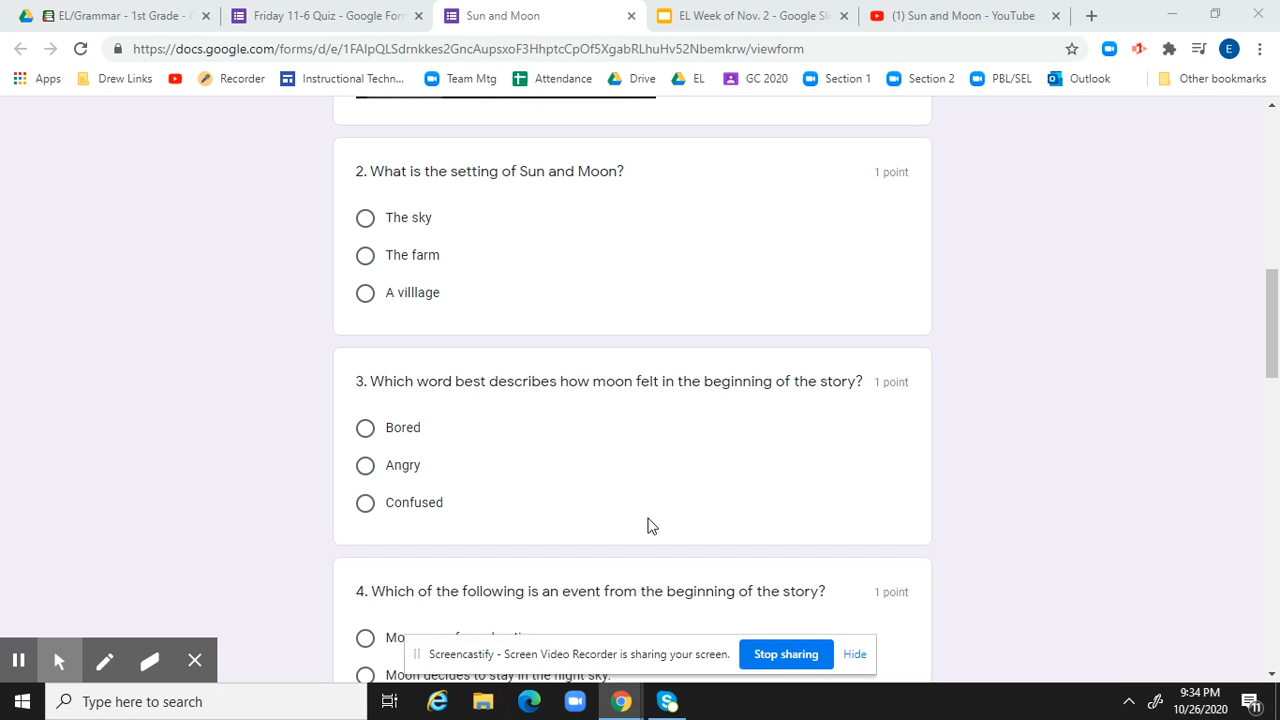 EL/Grammar - 1st Grade -
Friday 11-6 Quiz - Google For
Sun and Moon
EL Week of Nov. 2 - Google Sli
(1) Sun and Moon - YouTube
https://docs.google.com/forms/d/e/1FAIpQLSdrnkkes2GncAupsxoF3HhptcCpOf5XgabRLhuHv52Nbemkrw/viewform
E
Apps
Drew Links
Recorder
Instructional Techn...
Team Mtg
Attendance
Drive
EL
GC 2020
Section 1
Section 2
PBL/SEL
Outlook
Other bookmarks
2. What is the setting of Sun and Moon?
1 point
The sky
The farm
A villlage
3. Which word best describes how moon felt in the beginning of the story?
1 point
Bored
Angry
Confused
4. Which of the following is an event from the beginning of the story?
1 point
Screencastify - Screen Video Recorder is sharing your screen.
Stop sharing
Hide
Moon decides to stay in the night sky.
Type here to search
9:34 PM
10/26/2020
11